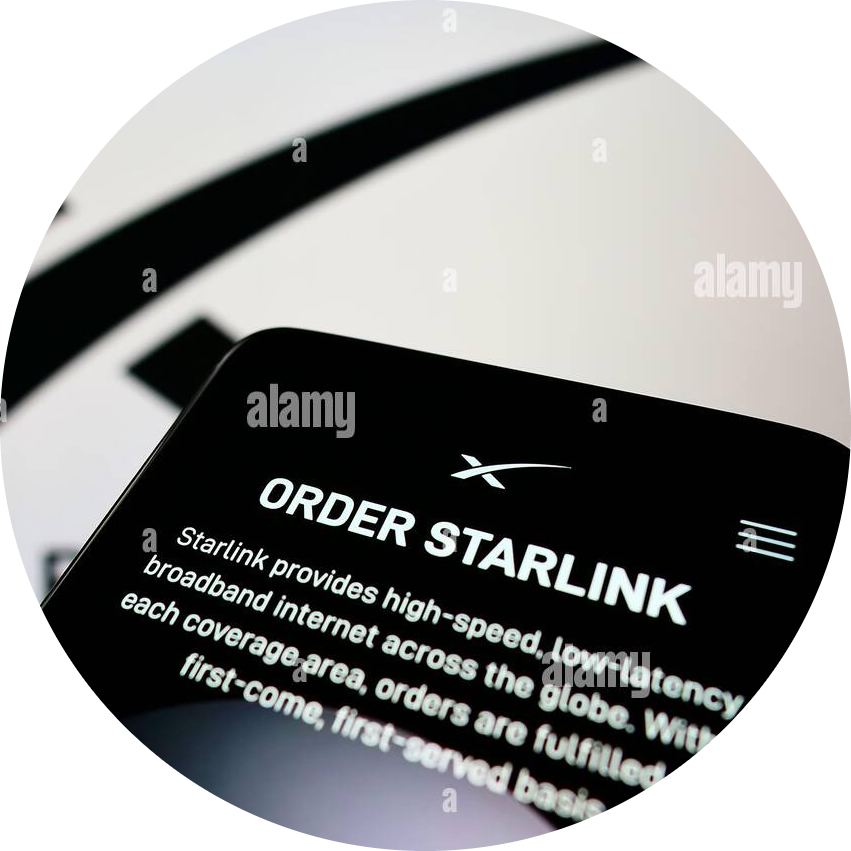 ORDER STARLINK
Starlink provides high-speed, low-latency
broadband internet across the globe. With
each coverage area, orders are fulfilled
first-come, first-served basis
alamy
alamy
alamy
a
a
a
a
a
a
a
a
a
a